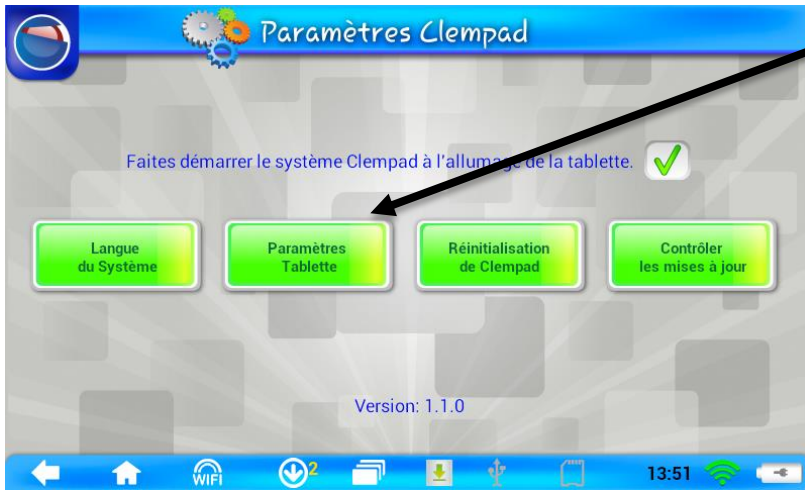 Paramètres Clempad
Faites démarrer le système Clempad à l'allumage de la tablette.
Langue
du Système
Paramètres
Tablette
Réinitialisation
de Clempad
Contrôler
les mises à jour
Version: 1.1.0
WIFI
2
13:51